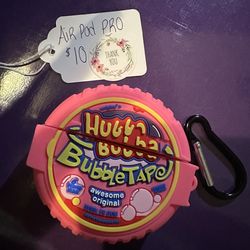 Air Pod PRO
$10
THANK
YOU
HUBBA
BUBBA
BUBBLE TAPE
awesome
original